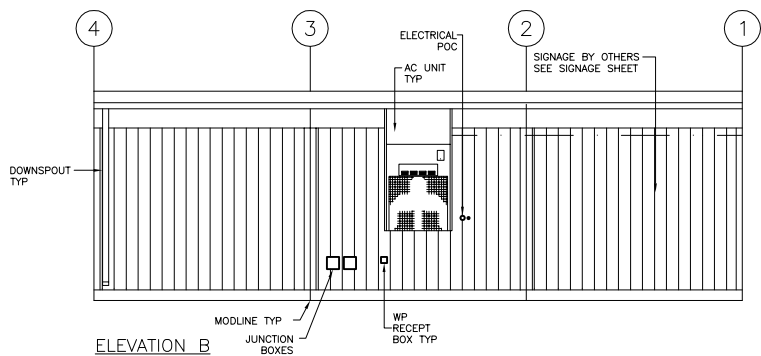 4
3
2
1
ELECTRICAL
POC
AC UNIT
TYP
SIGNAGE BY OTHERS
SEE SIGNAGE SHEET
DOWNSPOUT
TYP
MODLINE TYP
JUNCTION
BOXES
WP
RECEPT
BOX TYP
ELEVATION B